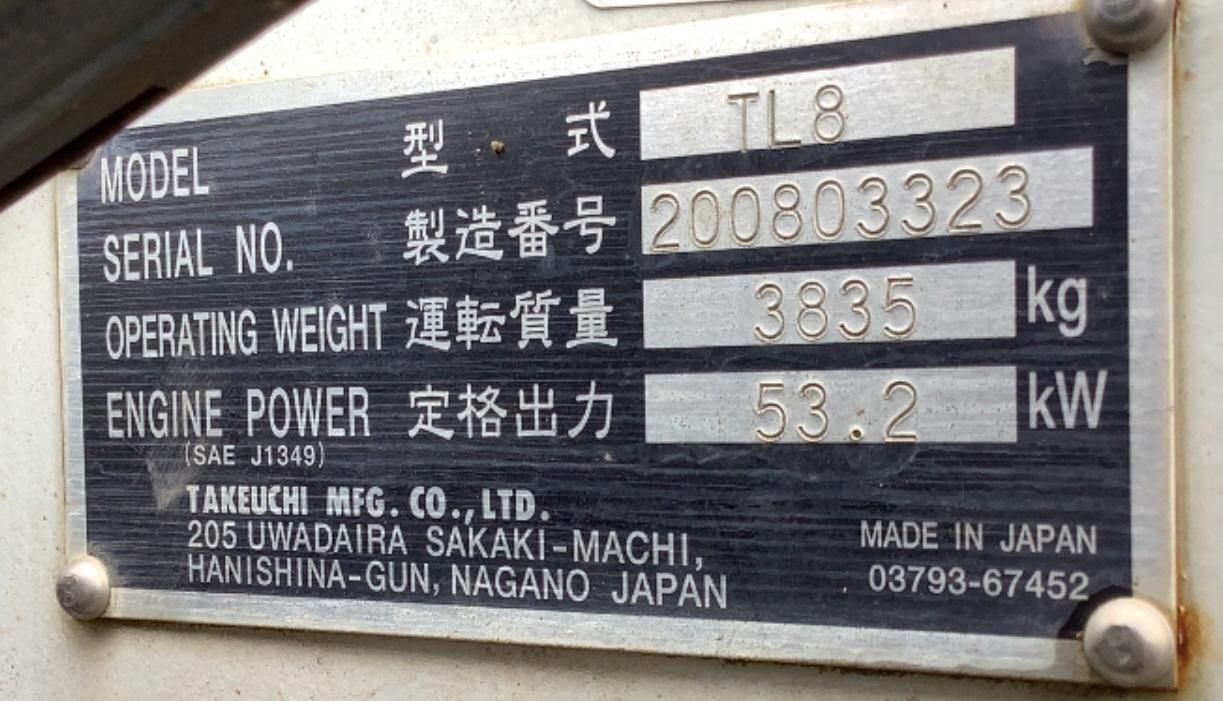 MODEL 型 式 TL8
SERIAL NO. 製造番号 200803323
OPERATING WEIGHT 運転質量 3835 kg
ENGINE POWER 定格出力 53.2 kW
(SAE J1349)
TAKEUCHI MFG. CO., LTD.
205 UWADAIRA SAKAKI-MACHI,
HANISHINA-GUN, NAGANO JAPAN
MADE IN JAPAN
03793-67452